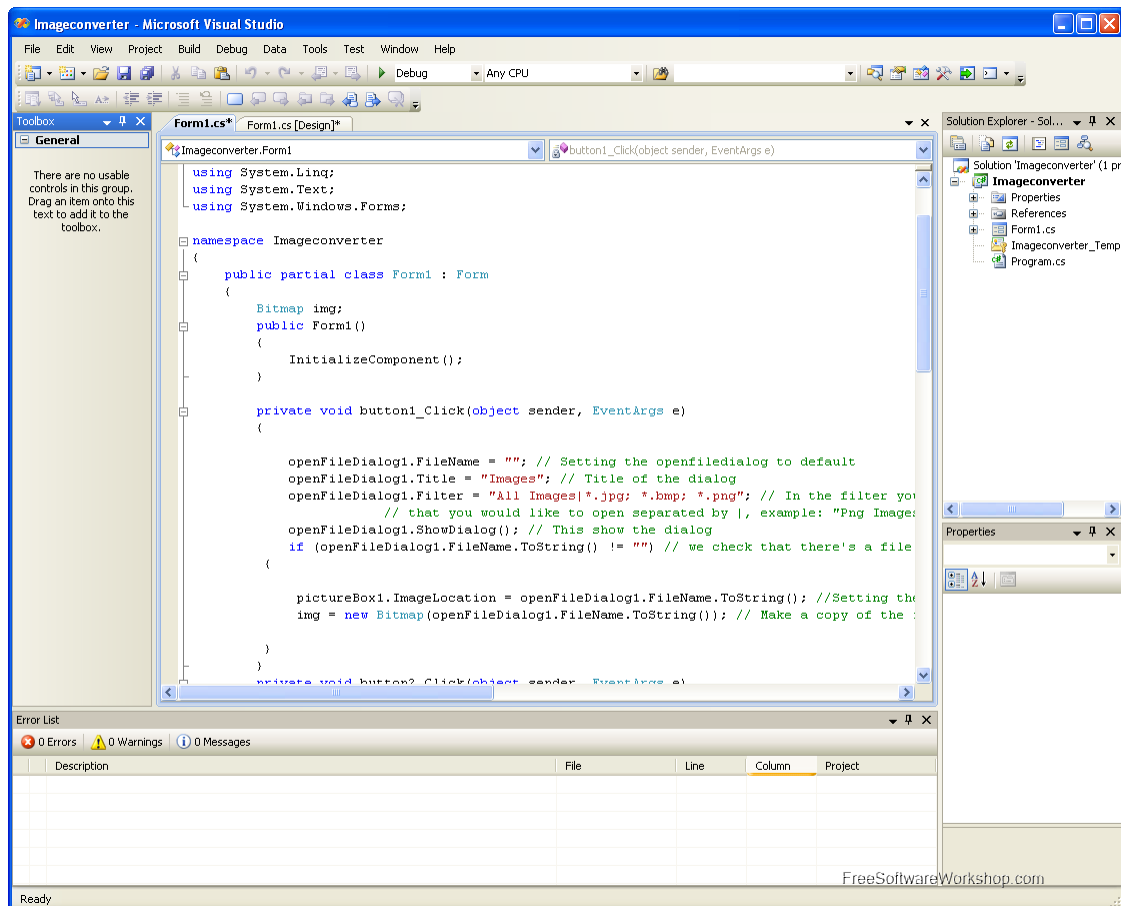 Imageconverter - Microsoft Visual Studio
File Edit View Project Build Debug Data Tools Test Window Help
Debug Any CPU
Toolbox
General
There are no usable
controls in this group.
Drag an item onto this
text to add it to the
toolbox.
Form1.cs* Form1.cs [Design]*
Imageconverter.Form1 button1_Click(object sender, EventArgs e)
using System.Linq;
using System.Text;
using System.Windows.Forms;
namespace Imageconverter
{
public partial class Form1 : Form
{
Bitmap img;
public Form1()
{
InitializeComponent();
}
private void button1_Click(object sender, EventArgs e)
{
openFileDialog1.FileName = ""; // Setting the openfiledialog to default
openFileDialog1.Title = "Images"; // Title of the dialog
openFileDialog1.Filter = "All Images|*.jpg; *.bmp; *.png"; // In the filter you
// that you would like to open separated by |, example: "Png Images
openFileDialog1.ShowDialog(); // This show the dialog
if (openFileDialog1.FileName.ToString() != "") // we check that there's a file
{
pictureBox1.ImageLocation = openFileDialog1.FileName.ToString(); //Setting the
img = new Bitmap(openFileDialog1.FileName.ToString()); // Make a copy of the
}
}
private void button2_Click(object sender, EventArgs e)
Solution Explorer - Sol...
Solution 'Imageconverter' (1 pr
Imageconverter
Properties
References
Form1.cs
Imageconverter_Temp
Program.cs
Properties
Error List
0 Errors 0 Warnings 0 Messages
Description File Line Column Project
FreeSoftwareWorkshop.com
Ready